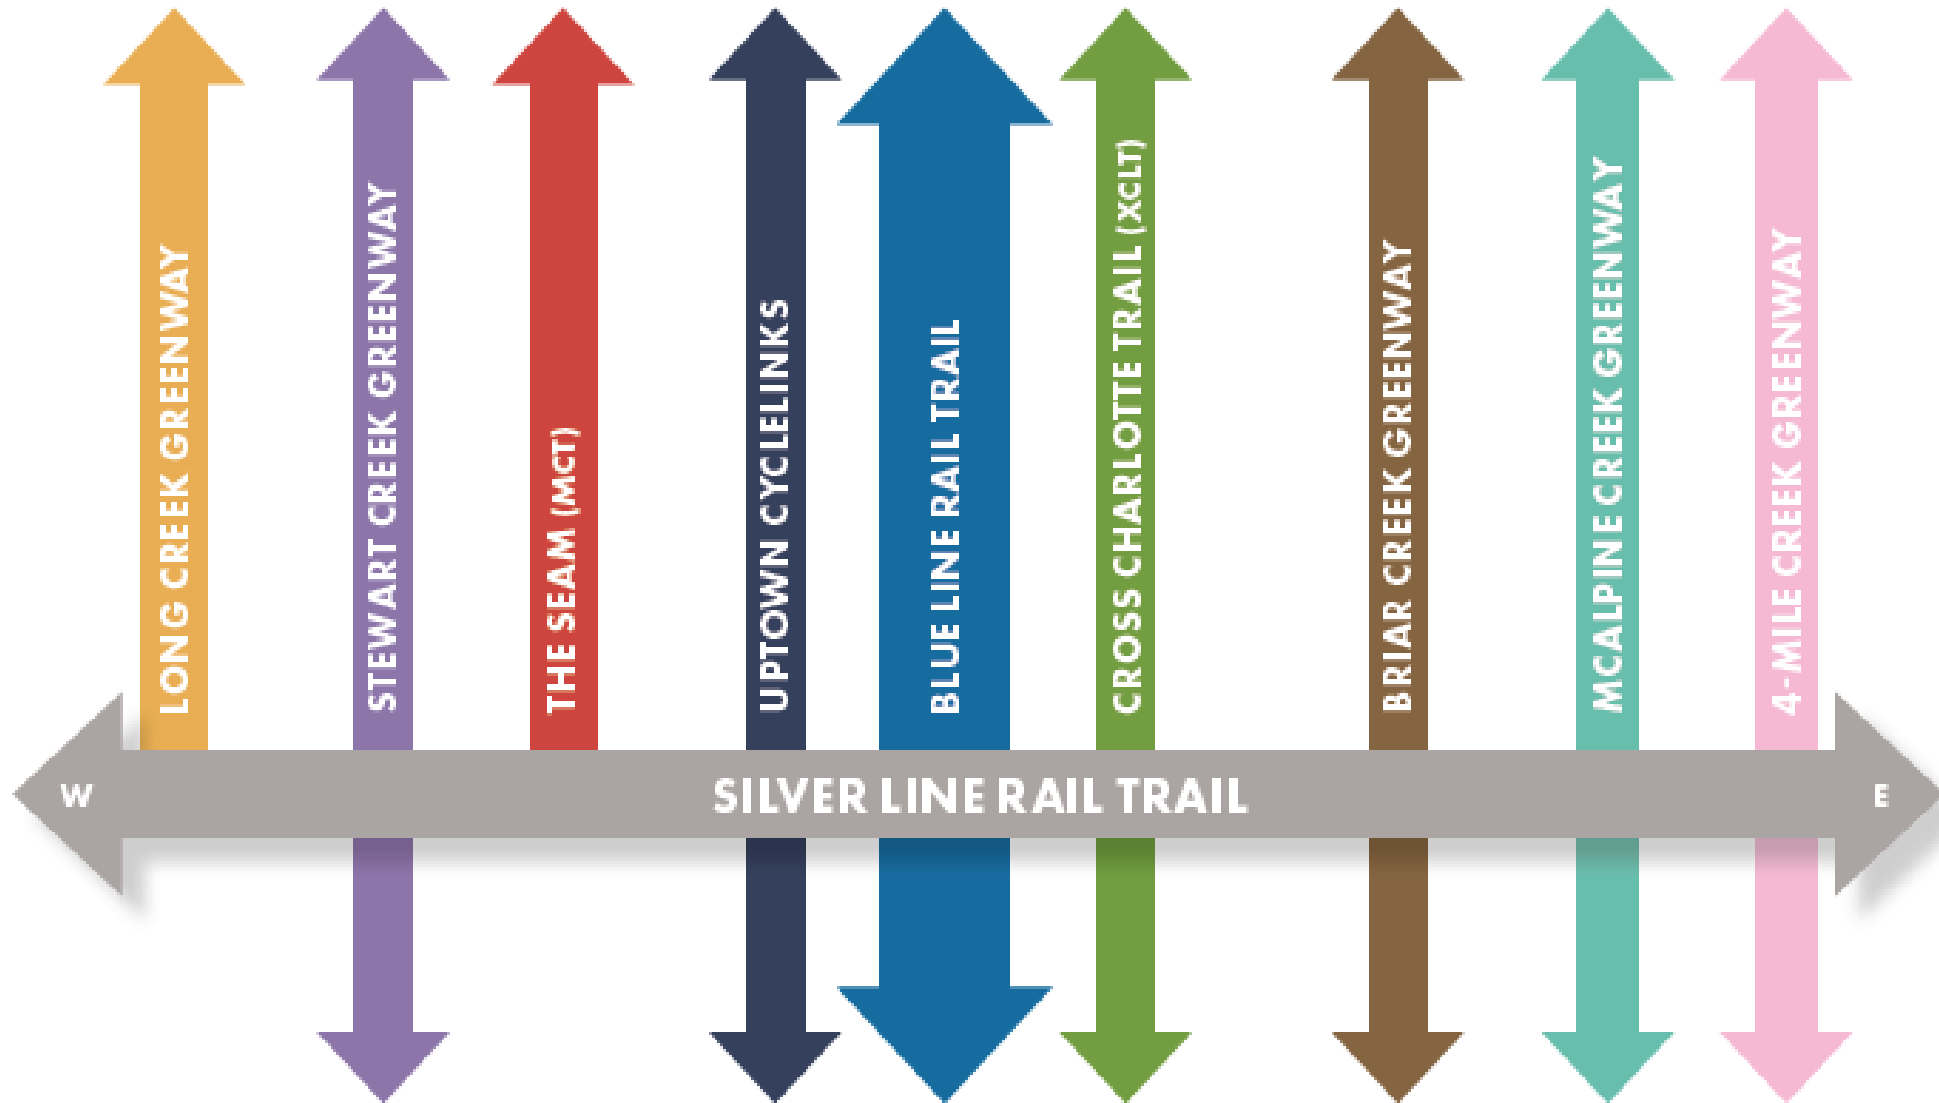 LONG CREEK GREENWAY
STEWART CREEK GREENWAY
THE SEAM (MCT)
UPTOWN CYCLELINKS
BLUE LINE RAIL TRAIL
CROSS CHARLOTTE TRAIL (XCLT)
BRIAR CREEK GREENWAY
MCALPINE CREEK GREENWAY
4-MILE CREEK GREENWAY
W
SILVER LINE RAIL TRAIL
E